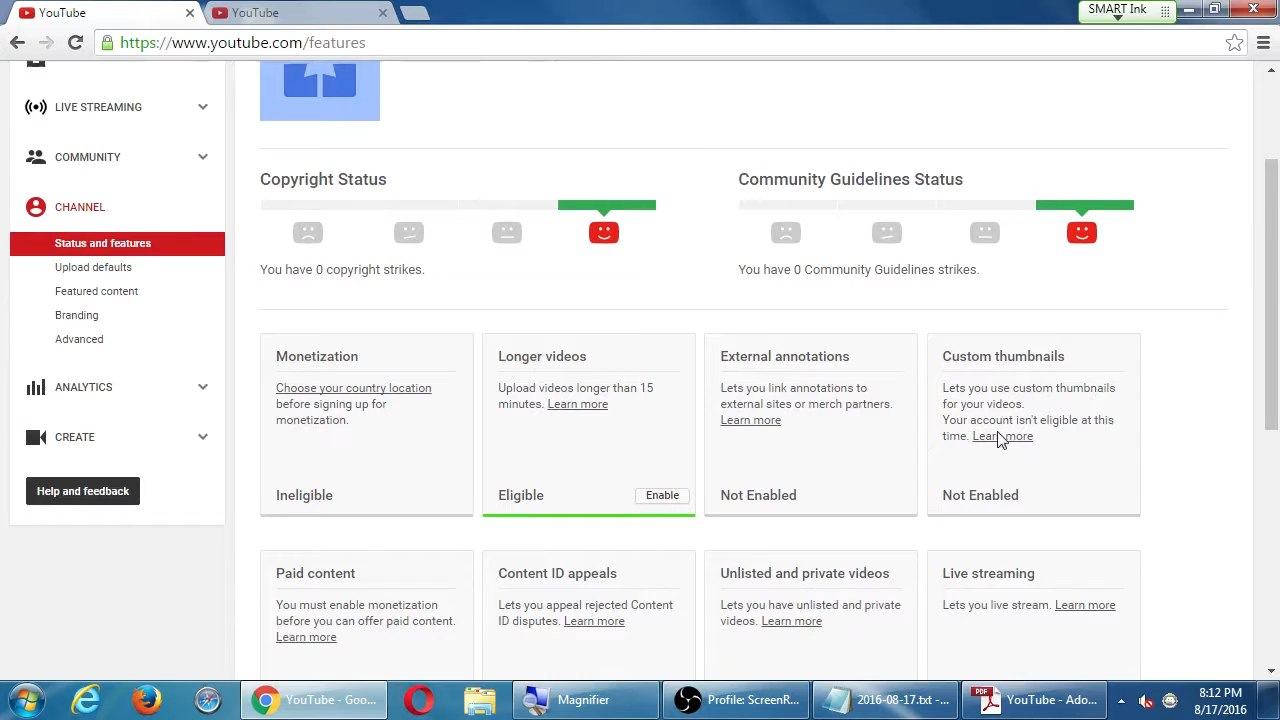 YouTube
YouTube
SMART Ink
https://www.youtube.com/features
LIVE STREAMING
COMMUNITY
CHANNEL
Status and features
Upload defaults
Featured content
Branding
Advanced
ANALYTICS
CREATE
Help and feedback
Copyright Status
You have 0 copyright strikes.
Community Guidelines Status
You have 0 Community Guidelines strikes.
Monetization
Choose your country location
before signing up for
monetization.
Ineligible
Longer videos
Upload videos longer than 15
minutes. Learn more
Eligible
Enable
External annotations
Lets you link annotations to
external sites or merch partners.
Learn more
Not Enabled
Custom thumbnails
Lets you use custom thumbnails
for your videos.
Your account isn't eligible at this
time. Learn more
Not Enabled
Paid content
You must enable monetization
before you can offer paid content.
Learn more
Content ID appeals
Lets you appeal rejected Content
ID disputes. Learn more
Unlisted and private videos
Lets you have unlisted and private
videos. Learn more
Live streaming
Lets you live stream. Learn more
YouTube - Goo...
Magnifier
Profile: ScreenR...
2016-08-17.txt -...
PDF
YouTube - Ado...
8:12 PM
8/17/2016